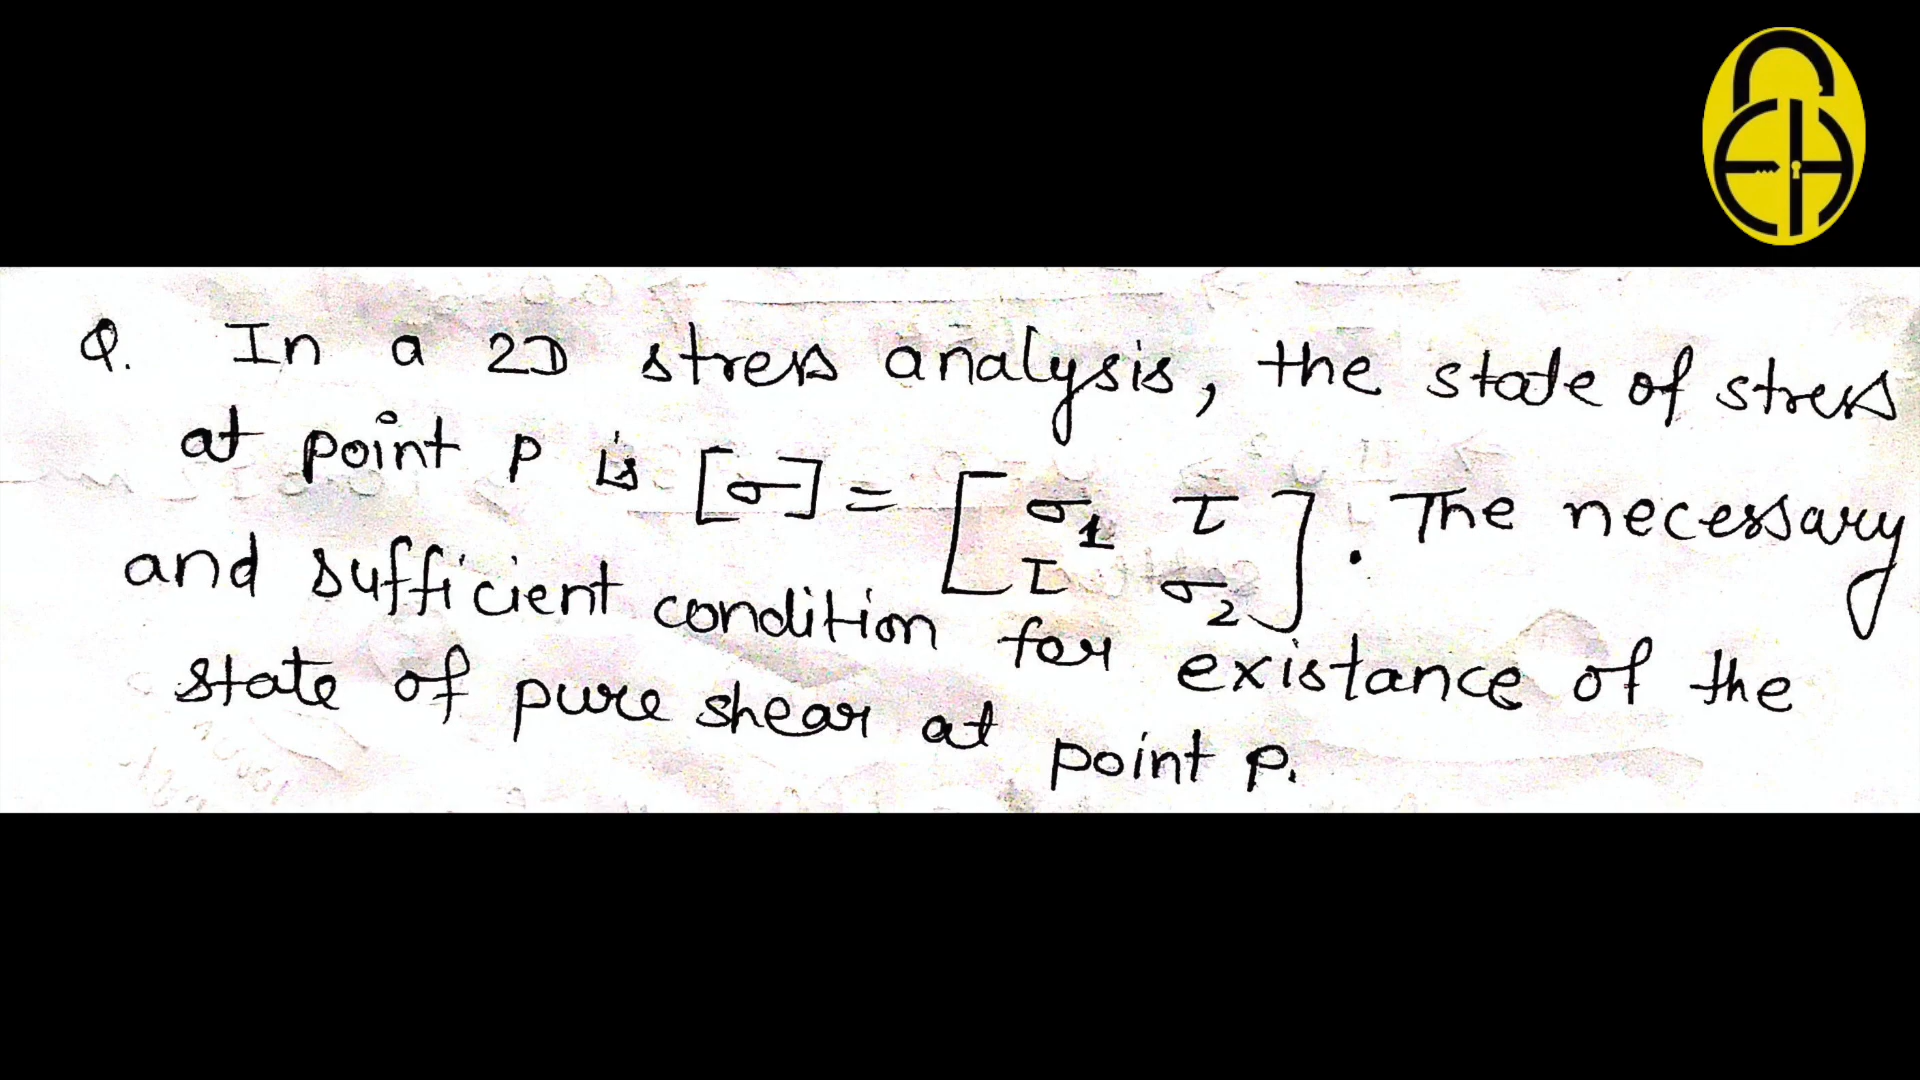 Q. In a 2D stress analysis, the state of stress
at point P is [σ] = [σ1 τ
τ σ2]. The necessary
and sufficient condition for existance of the
state of pure shear at point P.